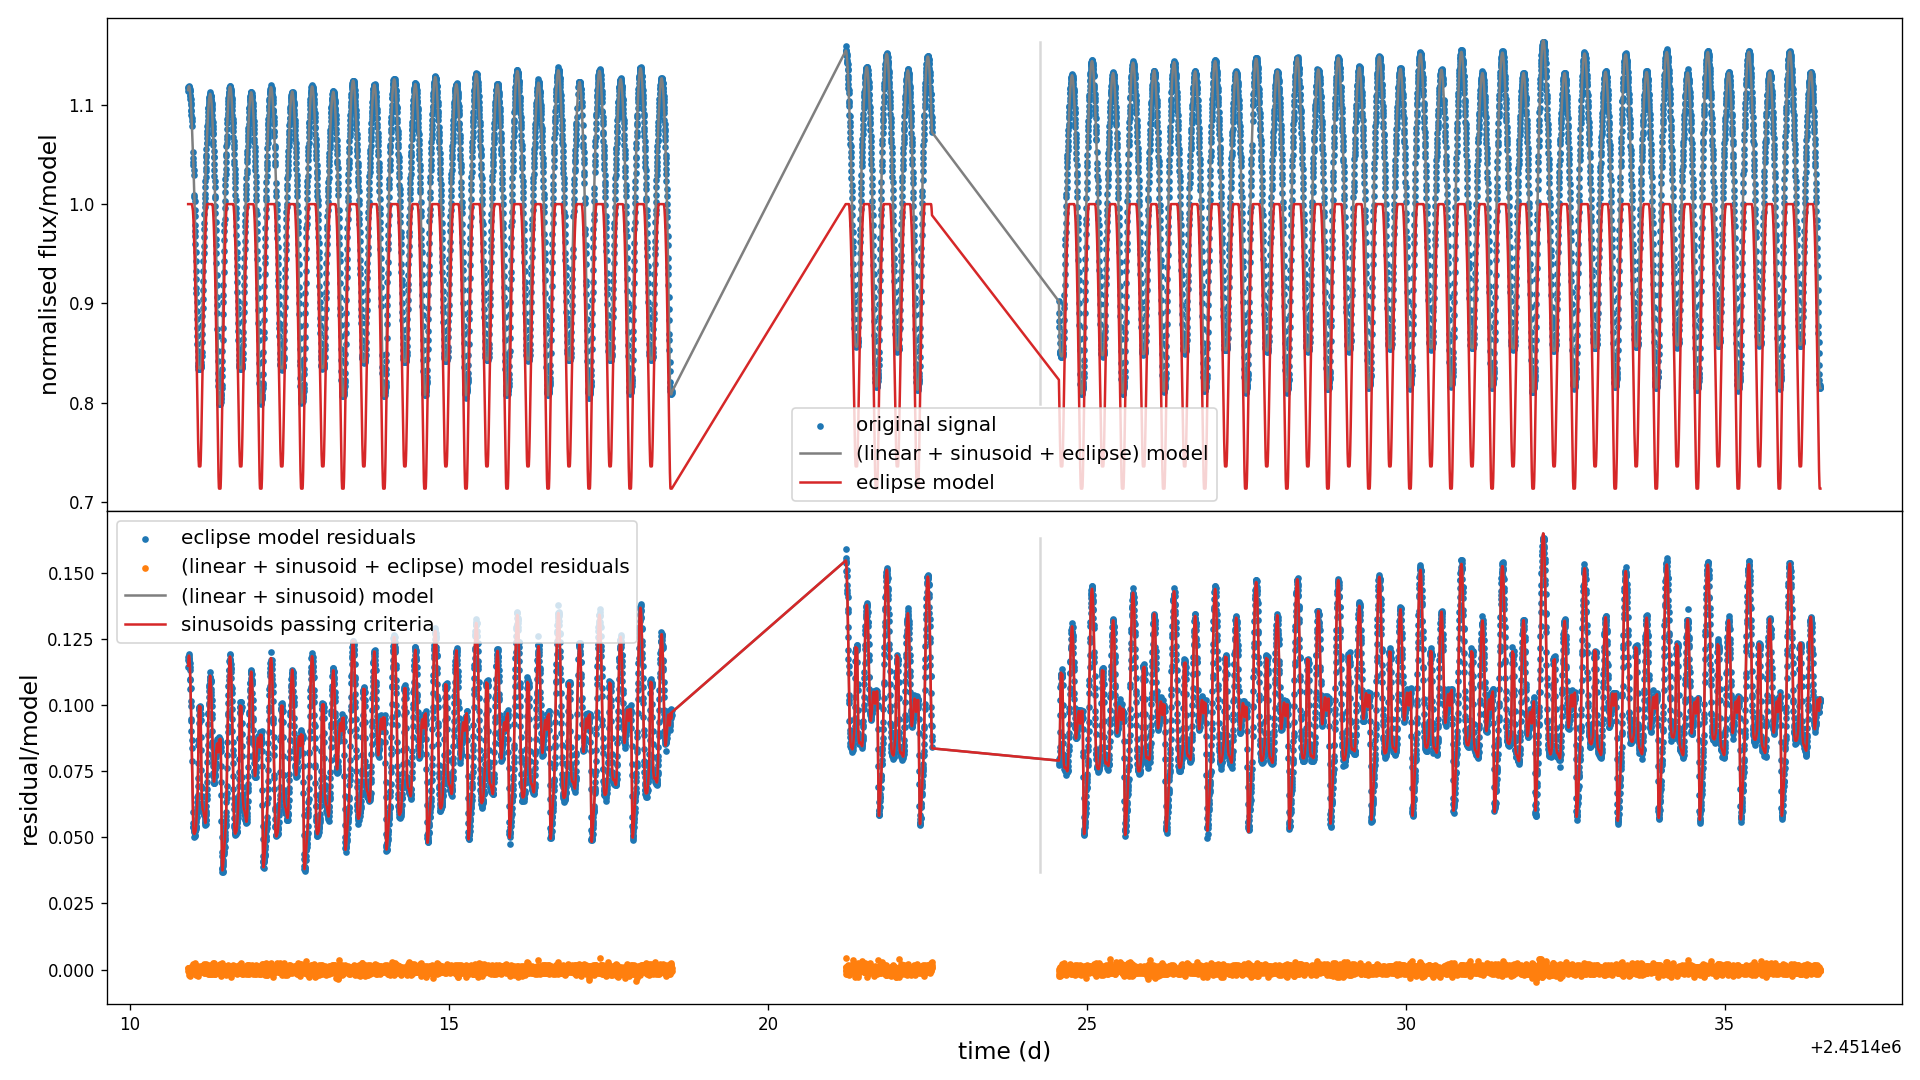 normalised flux/model
1.1
1.0
0.9
0.8
0.7
original signal
(linear + sinusoid + eclipse) model
eclipse model
residual/model
0.150
0.125
0.100
0.075
0.050
0.025
0.000
eclipse model residuals
(linear + sinusoid + eclipse) model residuals
(linear + sinusoid) model
sinusoids passing criteria
10 15 20 25 30 35
time (d)
+2.4514e6